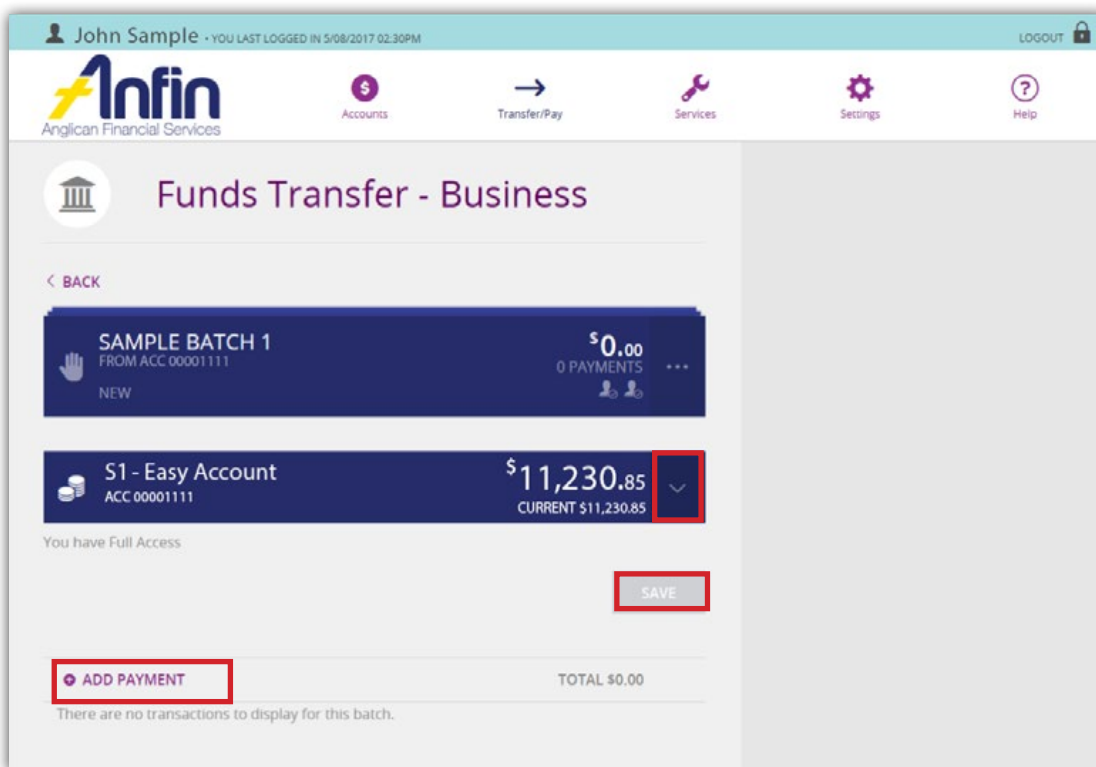 John Sample • YOU LAST LOGGED IN 5/08/2017 02.30PM
LOGOUT
Anfin
Anglican Financial Services
Accounts
Transfer/Pay
Services
Settings
? Help
Funds Transfer - Business
< BACK
SAMPLE BATCH 1
FROM ACC 00001111
NEW
$0.00
0 PAYMENTS
...
S1 - Easy Account
ACC 00001111
$11,230.85
CURRENT $11,230.85
You have Full Access
SAVE
ADD PAYMENT
TOTAL $0.00
There are no transactions to display for this batch.